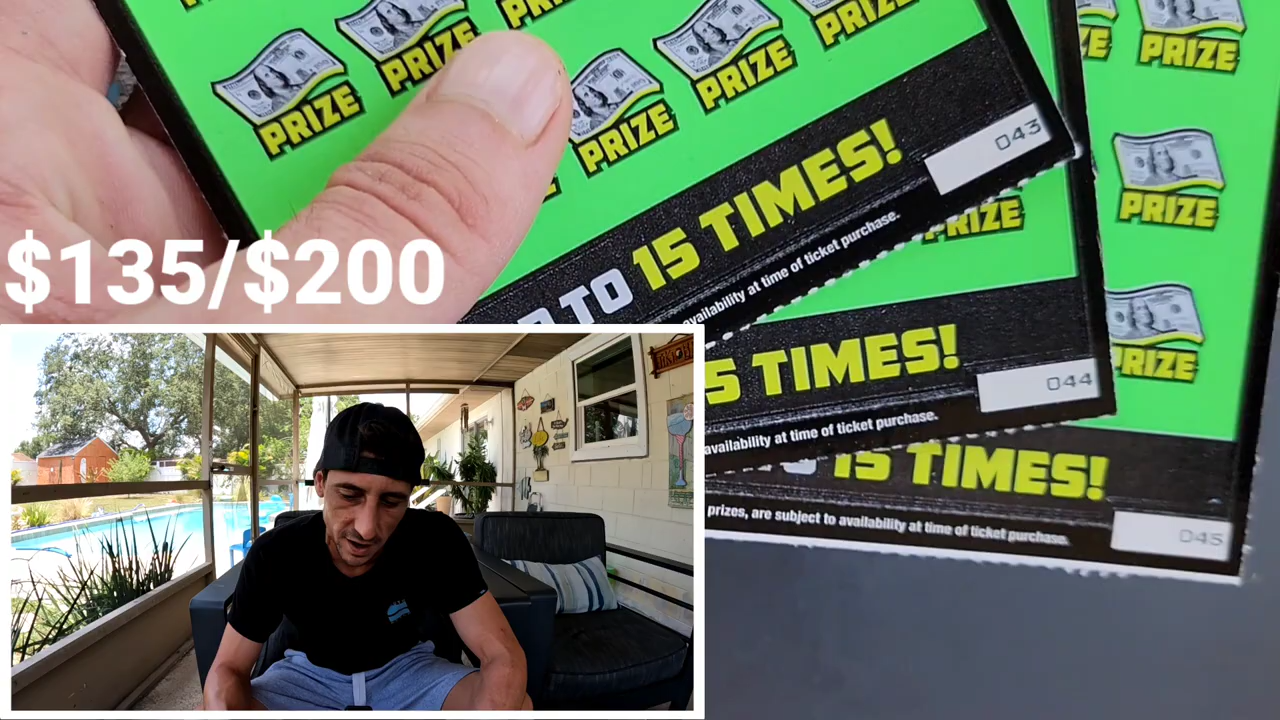 PRIZE
PRIZE
PRIZE
PRIZE
PRIZE
PRIZE
PRIZE
TO 15 TIMES!
043
availability at time of ticket purchase.
$135/$200
PRIZE
PRIZE
PRIZE
5 TIMES!
044
availability at time of ticket purchase.
15 TIMES!
045
prizes, are subject to availability at time of ticket purchase.